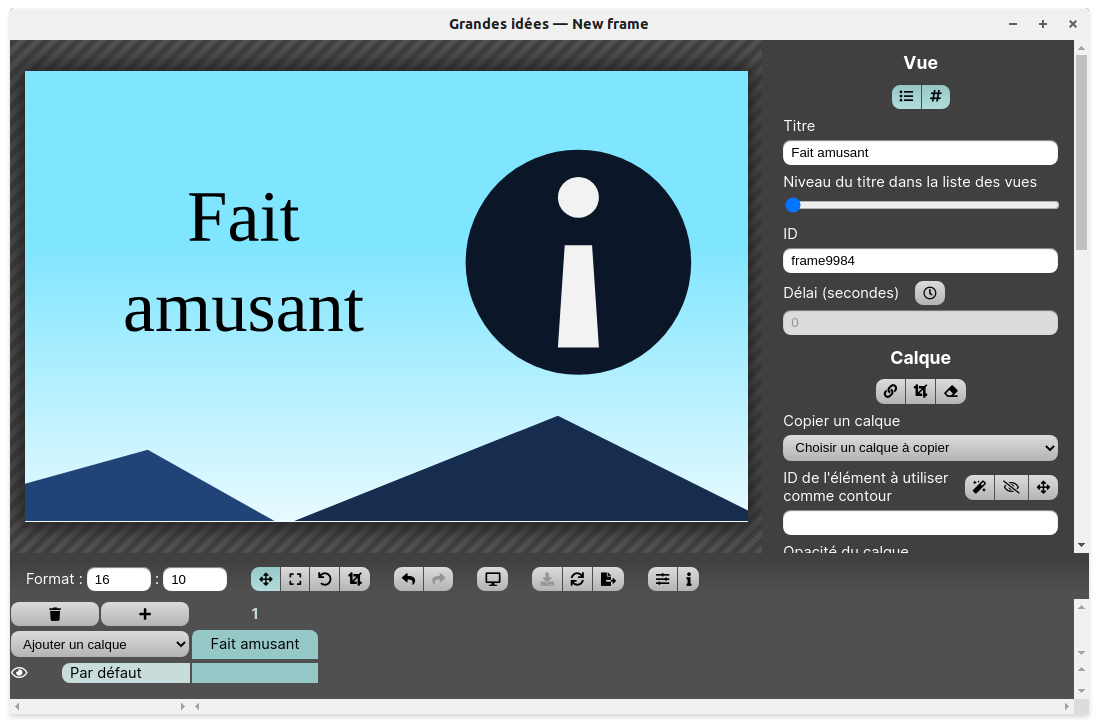 Grandes idées — New frame
Fait
amusant
Vue
Titre
Fait amusant
Niveau du titre dans la liste des vues
ID
frame9984
Délai (secondes)
0
Calque
Copier un calque
Choisir un calque à copier
ID de l'élément à utiliser
comme contour
Opacité du calque
Format : 16 : 10
1
Ajouter un calque
Fait amusant
Par défaut